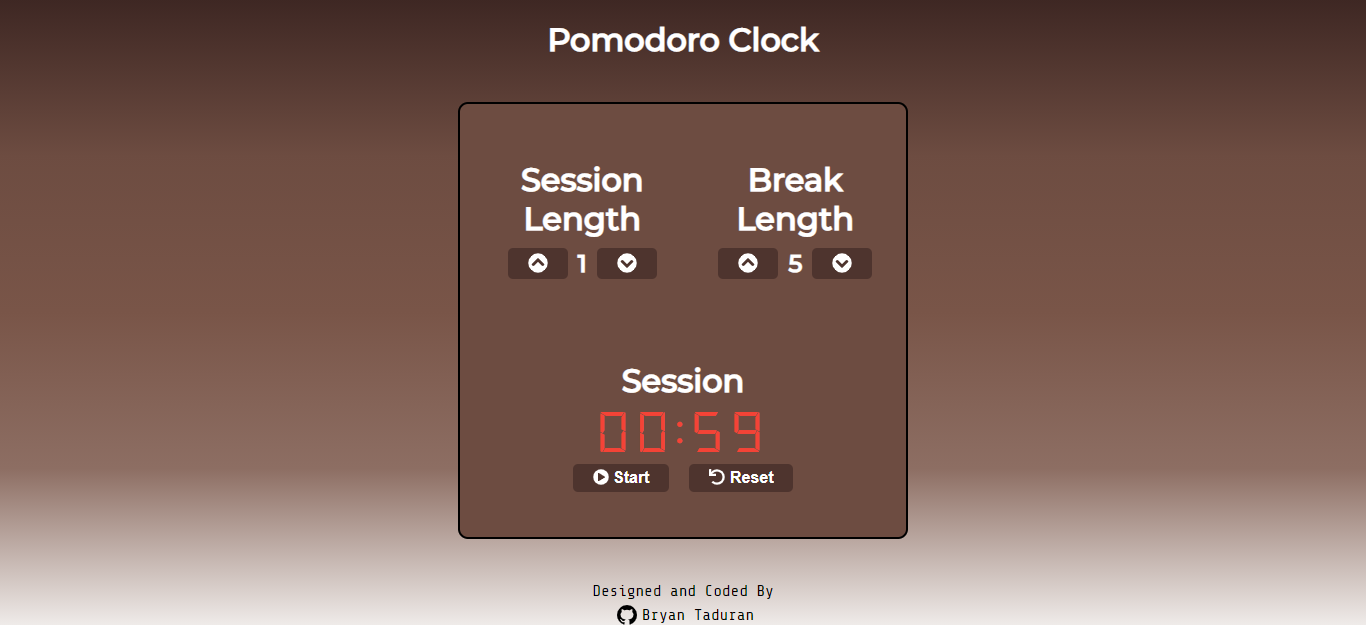 Pomodoro Clock
Session Break
Length Length
1 5
Session
00:59
Start Reset
Designed and Coded By
Bryan Taduran